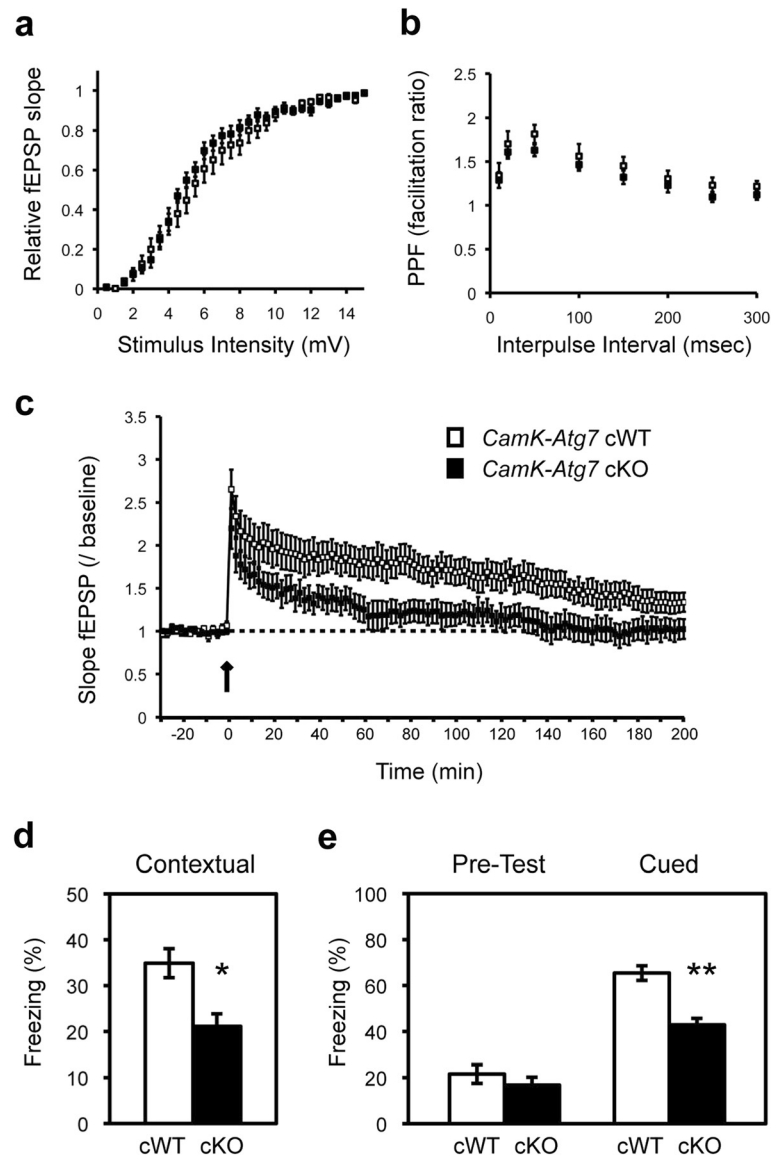 a
Relative fEPSP slope
1
0.8
0.6
0.4
0.2
0
0 2 4 6 8 10 12 14
Stimulus Intensity (mV)
b
PPF (facilitation ratio)
2.5
2
1.5
1
0.5
0
0 100 200 300
Interpulse Interval (msec)
c
Slope fEPSP (/ baseline)
3.5
3
2.5
2
1.5
1
0.5
0
CamK-Atg7 cWT
CamK-Atg7 cKO
-20 0 20 40 60 80 100 120 140 160 180 200
Time (min)
d
Contextual
Freezing (%)
50
40
30
20
10
0
*
cWT cKO
e
Pre-Test Cued
Freezing (%)
100
80
60
40
20
0
**
cWT cKO cWT cKO